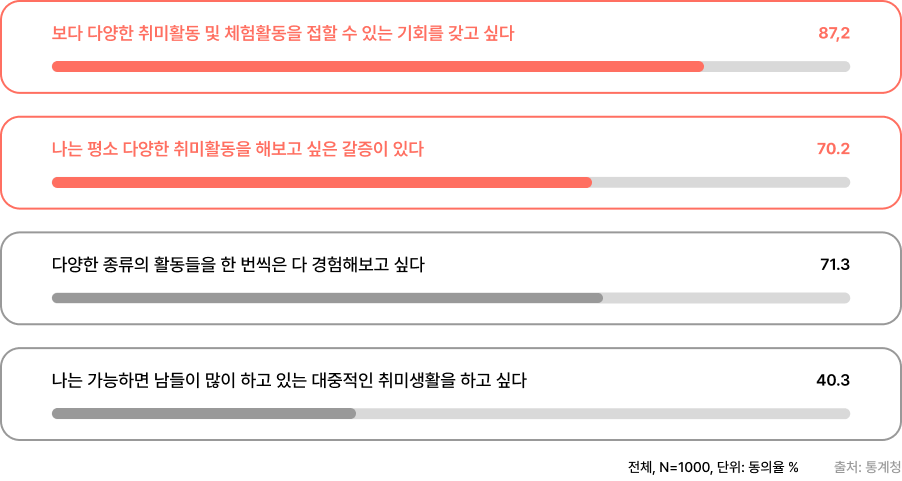 보다 다양한 취미활동 및 체험활동을 접할 수 있는 기회를 갖고 싶다 87,2
나는 평소 다양한 취미활동을 해보고 싶은 갈증이 있다 70.2
다양한 종류의 활동들을 한 번씩은 다 경험해보고 싶다 71.3
나는 가능하면 남들이 많이 하고 있는 대중적인 취미생활을 하고 싶다 40.3
전체, N=1000, 단위: 동의율 % 출처: 통계청